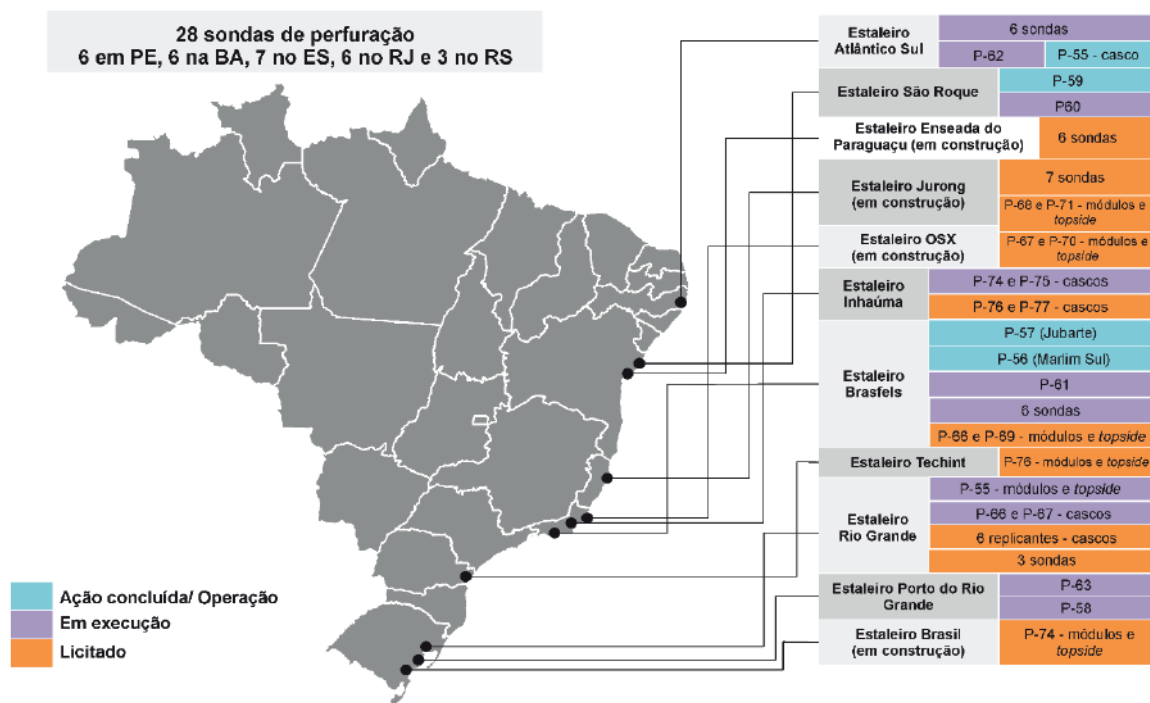 28 sondas de perfuração
6 em PE, 6 na BA, 7 no ES, 6 no RJ e 3 no RS
Estaleiro
Atlântico Sul
6 sondas
P-62
P-55 - casco
Estaleiro São Roque
P-59
P60
Estaleiro Enseada do
Paraguaçu (em construção)
6 sondas
Estaleiro Jurong
(em construção)
7 sondas
P-68 e P-71 - módulos e
topside
Estaleiro OSX
(em construção)
P-67 e P-70 - módulos e
topside
Estaleiro
Inhaúma
P-74 e P-75 - cascos
P-76 e P-77 - cascos
Estaleiro
Brasfels
P-57 (Jubarte)
P-56 (Marlim Sul)
P-61
6 sondas
P-66 e P-69 - módulos e topside
Estaleiro Techint
P-76 - módulos e topside
Estaleiro
Rio Grande
P-55 - módulos e topside
P-66 e P-67 - cascos
6 replicantes - cascos
3 sondas
Estaleiro Porto do Rio
Grande
P-63
P-58
Estaleiro Brasil
(em construção)
P-74 - módulos e
topside
Ação concluída/ Operação
Em execução
Licitado